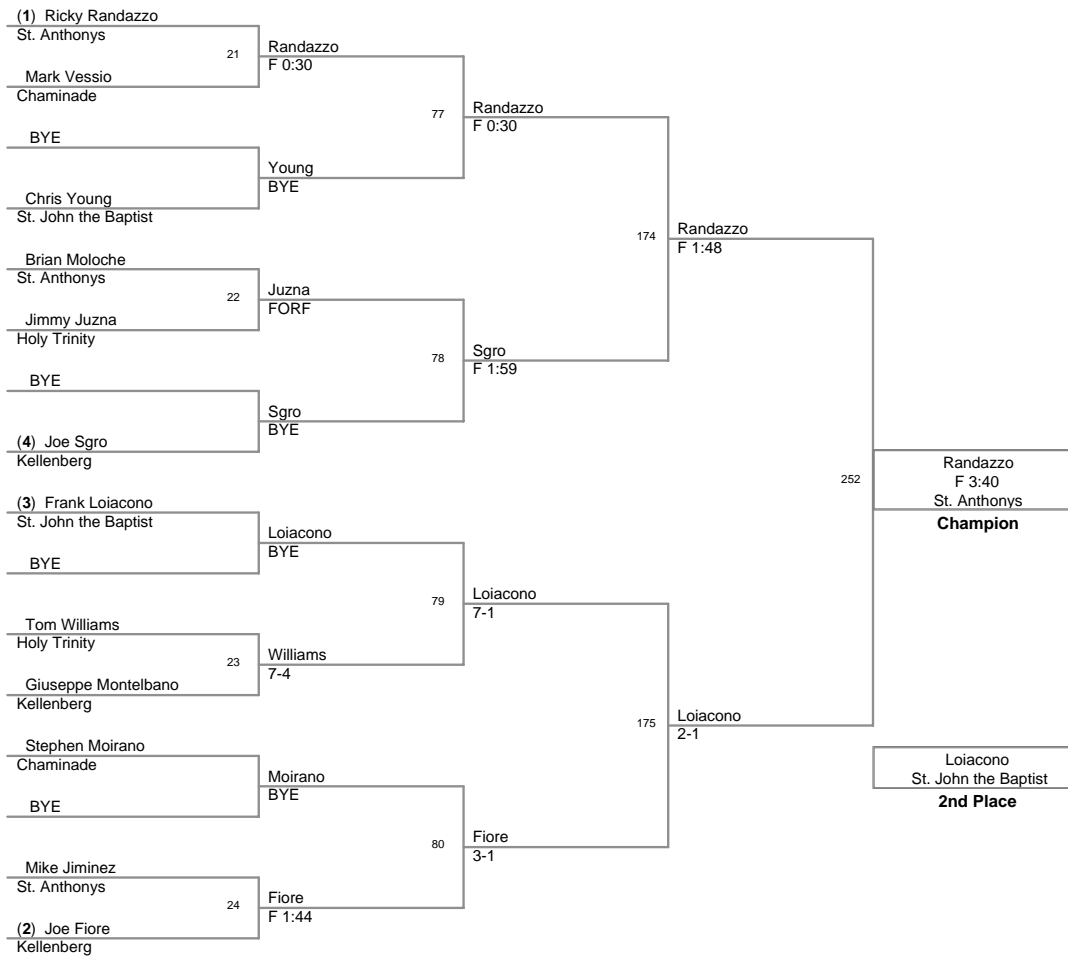 (1) Ricky Randazzo
St. Anthonys
21
Randazzo
F 0:30
Mark Vessio
Chaminade
77
Randazzo
F 0:30
BYE
Young
BYE
Chris Young
St. John the Baptist
174
Randazzo
F 1:48
Brian Moloche
St. Anthonys
22
Juzna
FORF
Jimmy Juzna
Holy Trinity
78
Sgro
F 1:59
BYE
Sgro
BYE
(4) Joe Sgro
Kellenberg
252
Randazzo
F 3:40
St. Anthonys
Champion
(3) Frank Loiacono
St. John the Baptist
Loiacono
BYE
BYE
79
Loiacono
7-1
Tom Williams
Holy Trinity
23
Williams
7-4
Giuseppe Montelbano
Kellenberg
175
Loiacono
2-1
Stephen Moirano
Chaminade
Moirano
BYE
BYE
Loiacono
St. John the Baptist
2nd Place
80
Fiore
3-1
Mike Jiminez
St. Anthonys
24
Fiore
F 1:44
(2) Joe Fiore
Kellenberg